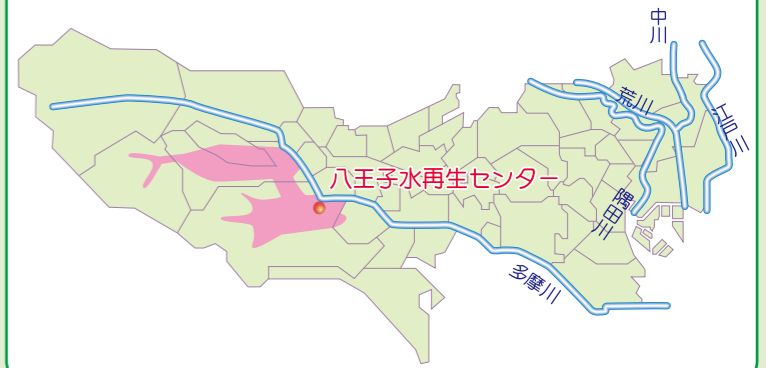 中川
荒川
江戸川
八王子水再生センター
隅田川
多摩川